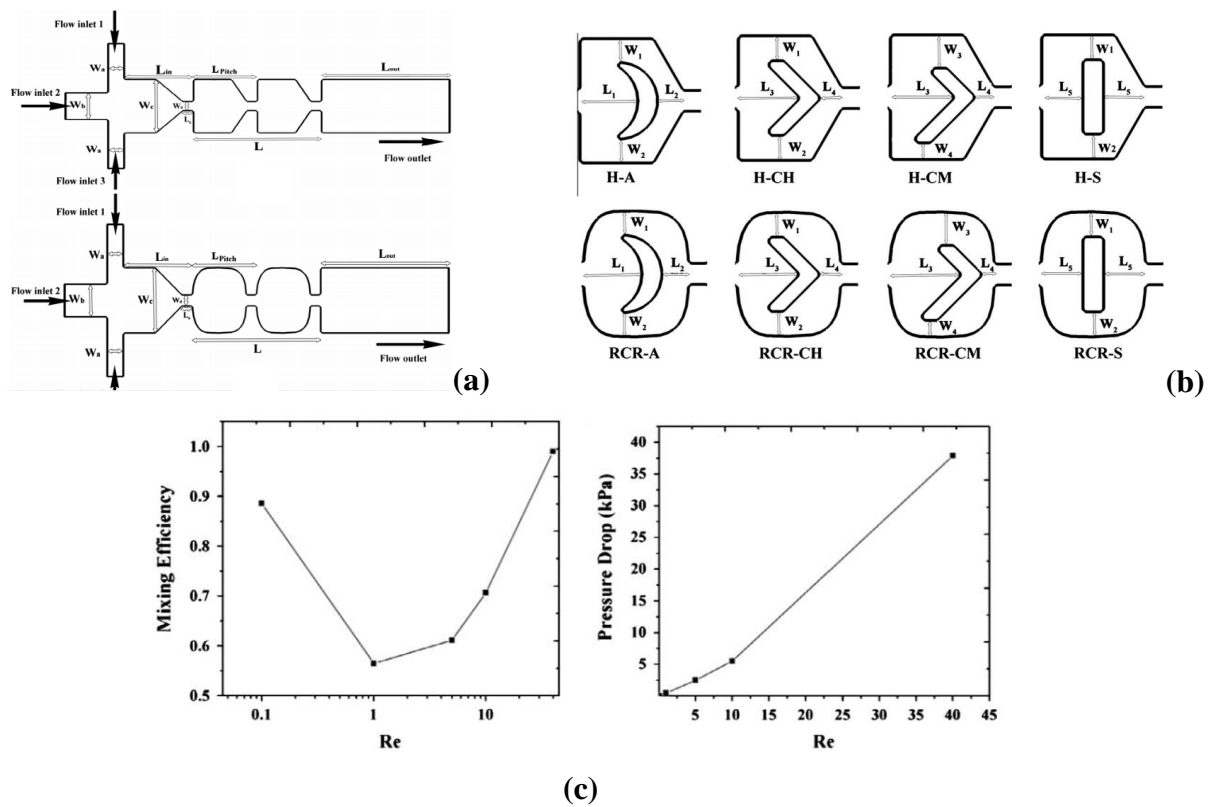 Flow inlet 1
Wa
Lin
LPitch
Lout
Flow inlet 2
Wb
Wc
Wd
Wa
L
Flow outlet
Flow inlet 3
Flow inlet 1
Wa
Lin
LPitch
Lout
Flow inlet 2
Wb
Wc
Wd
Wa
L
Flow outlet
(a)
W1
L1
L2
W2
H-A
W1
L3
L4
W2
H-CH
W3
L3
L4
W4
H-CM
W1
L5
L5
W2
H-S
W1
L1
L2
W2
RCR-A
W1
L3
L4
W2
RCR-CH
W3
L3
L4
W4
RCR-CM
W1
L5
L5
W2
RCR-S
(b)
Mixing Efficiency
1.0
0.9
0.8
0.7
0.6
0.5
0.1
1
10
Re
Pressure Drop (kPa)
40
35
30
25
20
15
10
5
5
10
15
20
25
30
35
40
45
Re
(c)